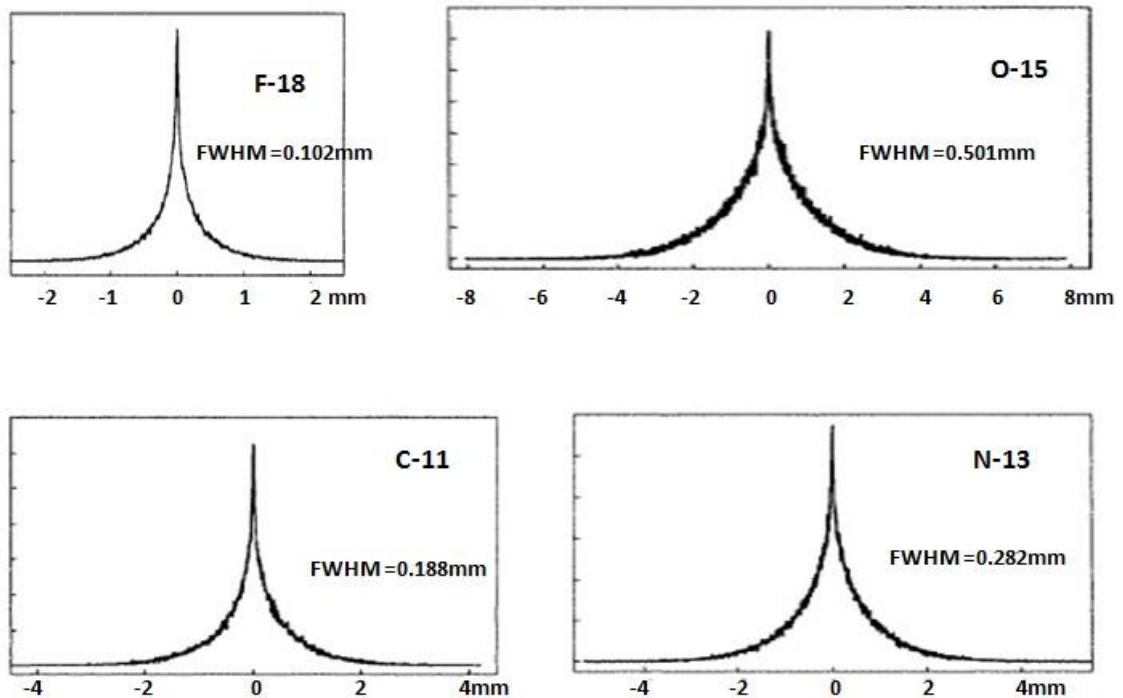 F-18
FWHM =0.102mm
-2 -1 0 1 2 mm
O-15
FWHM =0.501mm
-8 -6 -4 -2 0 2 4 6 8mm
C-11
FWHM =0.188mm
-4 -2 0 2 4mm
N-13
FWHM =0.282mm
-4 -2 0 2 4mm